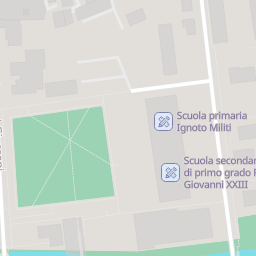 Scuola primaria
Ignoto Militi
Scuola secondar
di primo grado F
Giovanni XXIII